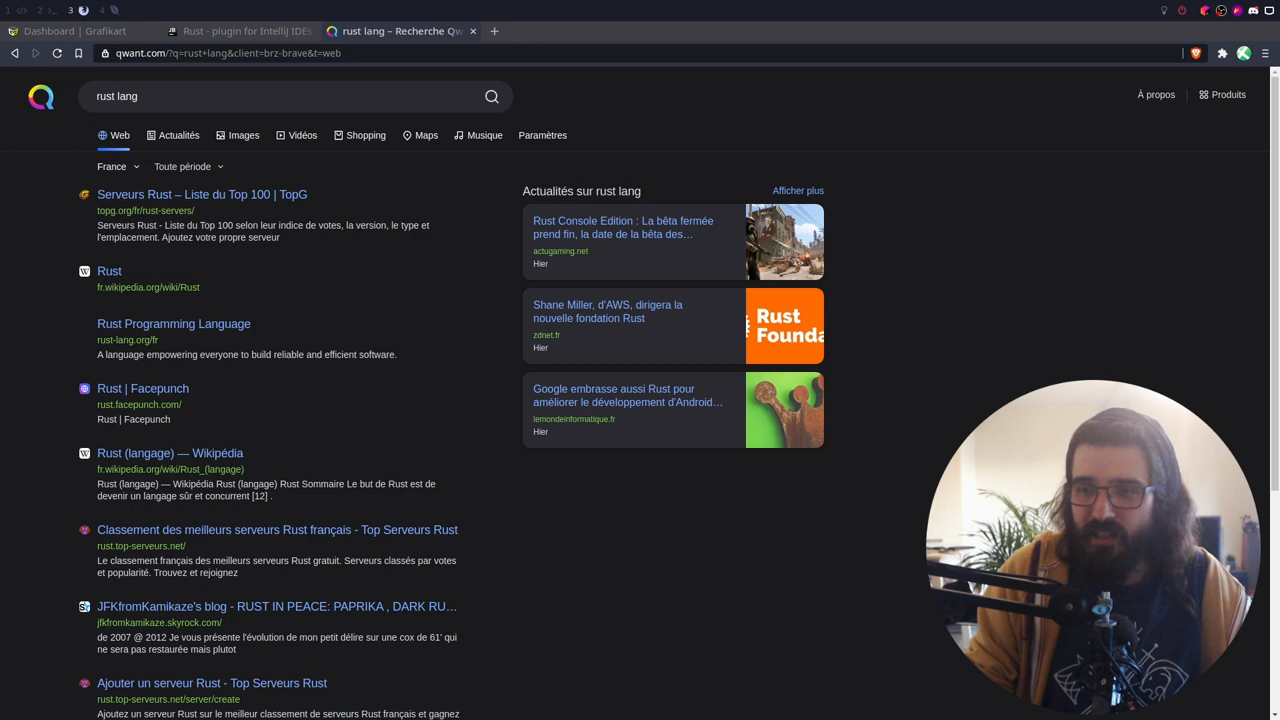 1 </>
2 >_
3
4
Dashboard | Grafikart
Rust - plugin for IntelliJ IDEs
rust lang – Recherche Qw
qwant.com/?q=rust+lang&client=brz-brave&t=web
rust lang
À propos
Produits
Web
Actualités
Images
Vidéos
Shopping
Maps
Musique
Paramètres
France
Toute période
Serveurs Rust – Liste du Top 100 | TopG
topg.org/fr/rust-servers/
Serveurs Rust - Liste du Top 100 selon leur indice de votes, la version, le type et
l'emplacement. Ajoutez votre propre serveur
Rust
fr.wikipedia.org/wiki/Rust
Rust Programming Language
rust-lang.org/fr
A language empowering everyone to build reliable and efficient software.
Rust | Facepunch
rust.facepunch.com/
Rust | Facepunch
Rust (langage) — Wikipédia
fr.wikipedia.org/wiki/Rust_(langage)
Rust (langage) — Wikipédia Rust (langage) Rust Sommaire Le but de Rust est de
devenir un langage sûr et concurrent [12] .
Classement des meilleurs serveurs Rust français - Top Serveurs Rust
rust.top-serveurs.net/
Le classement français des meilleurs serveurs Rust gratuit. Serveurs classés par votes
et popularité. Trouvez et rejoignez
JFKfromKamikaze's blog - RUST IN PEACE: PAPRIKA , DARK RU…
jfkfromkamikaze.skyrock.com/
de 2007 @ 2012 Je vous présente l'évolution de mon petit délire sur une cox de 61' qui
ne sera pas restaurée mais plutot
Ajouter un serveur Rust - Top Serveurs Rust
rust.top-serveurs.net/server/create
Ajoutez un serveur Rust sur le meilleur classement de serveurs Rust français et gagnez
Actualités sur rust lang
Afficher plus
Rust Console Edition : La bêta fermée
prend fin, la date de la bêta des…
actugaming.net
Hier
Shane Miller, d'AWS, dirigera la
nouvelle fondation Rust
zdnet.fr
Hier
Rust
Founda
Google embrasse aussi Rust pour
améliorer le développement d'Android…
lemondeinformatique.fr
Hier